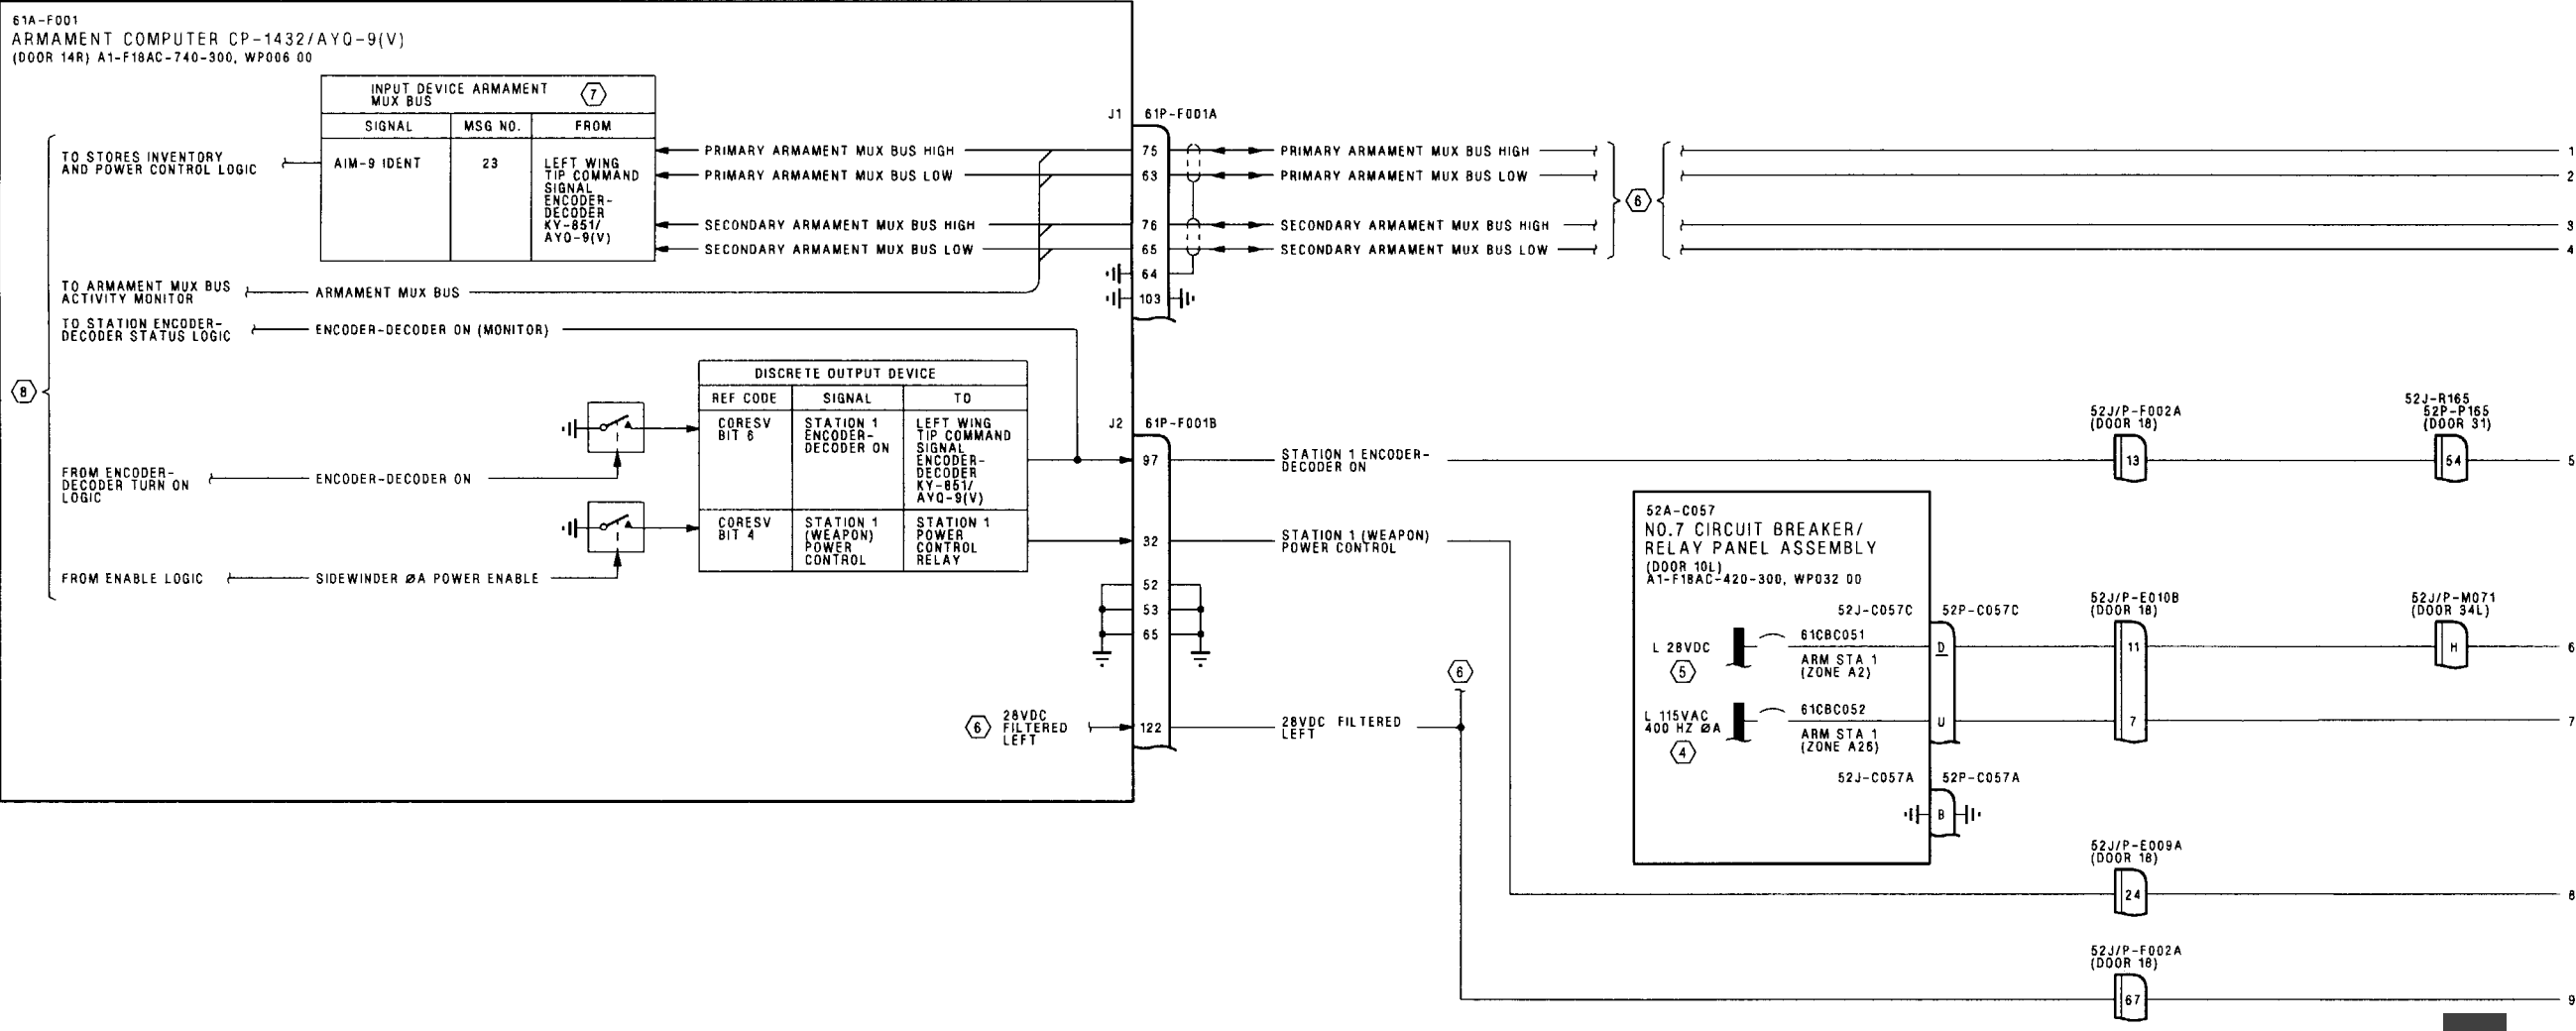 61A-F001
ARMAMENT COMPUTER CP-1432/AYQ-9(V)
(DOOR 14R) A1-F18AC-740-300, WP006 00
INPUT DEVICE ARMAMENT
MUX BUS
7
SIGNAL MSG NO. FROM
AIM-9 IDENT 23 LEFT WING
TIP COMMAND
SIGNAL
ENCODER-
DECODER
KY-851/
AYQ-9(V)
TO STORES INVENTORY
AND POWER CONTROL LOGIC
PRIMARY ARMAMENT MUX BUS HIGH
PRIMARY ARMAMENT MUX BUS LOW
SECONDARY ARMAMENT MUX BUS HIGH
SECONDARY ARMAMENT MUX BUS LOW
J1 61P-F001A
75
63
76
65
64
103
PRIMARY ARMAMENT MUX BUS HIGH
PRIMARY ARMAMENT MUX BUS LOW
SECONDARY ARMAMENT MUX BUS HIGH
SECONDARY ARMAMENT MUX BUS LOW
6
1
2
3
4
TO ARMAMENT MUX BUS
ACTIVITY MONITOR
ARMAMENT MUX BUS
TO STATION ENCODER-
DECODER STATUS LOGIC
ENCODER-DECODER ON (MONITOR)
8
DISCRETE OUTPUT DEVICE
REF CODE SIGNAL TO
CORESV
BIT 6
STATION 1
ENCODER-
DECODER ON
LEFT WING
TIP COMMAND
SIGNAL
ENCODER-
DECODER
KY-851/
AYQ-9(V)
CORESV
BIT 4
STATION 1
(WEAPON)
POWER
CONTROL
STATION 1
POWER
CONTROL
RELAY
FROM ENCODER-
DECODER TURN ON
LOGIC
ENCODER-DECODER ON
FROM ENABLE LOGIC
SIDEWINDER ØA POWER ENABLE
J2 61P-F001B
97
32
52
53
65
122
6
28VDC
FILTERED
LEFT
STATION 1 ENCODER-
DECODER ON
STATION 1 (WEAPON)
POWER CONTROL
28VDC FILTERED
LEFT
6
52J/P-F002A
(DOOR 18)
13
52J-R165
52P-P165
(DOOR 31)
54
5
52A-C057
NO.7 CIRCUIT BREAKER/
RELAY PANEL ASSEMBLY
(DOOR 10L)
A1-F18AC-420-300, WP032 00
52J-C057C 52P-C057C
L 28VDC
5
61CBC051
ARM STA 1
(ZONE A2)
D
L 115VAC
400 HZ ØA
4
61CBC052
ARM STA 1
(ZONE A26)
U
52J-C057A 52P-C057A
B
52J/P-E010B
(DOOR 18)
11
7
52J/P-M071
(DOOR 34L)
H
6
7
52J/P-E009A
(DOOR 18)
24
8
52J/P-F002A
(DOOR 18)
67
9